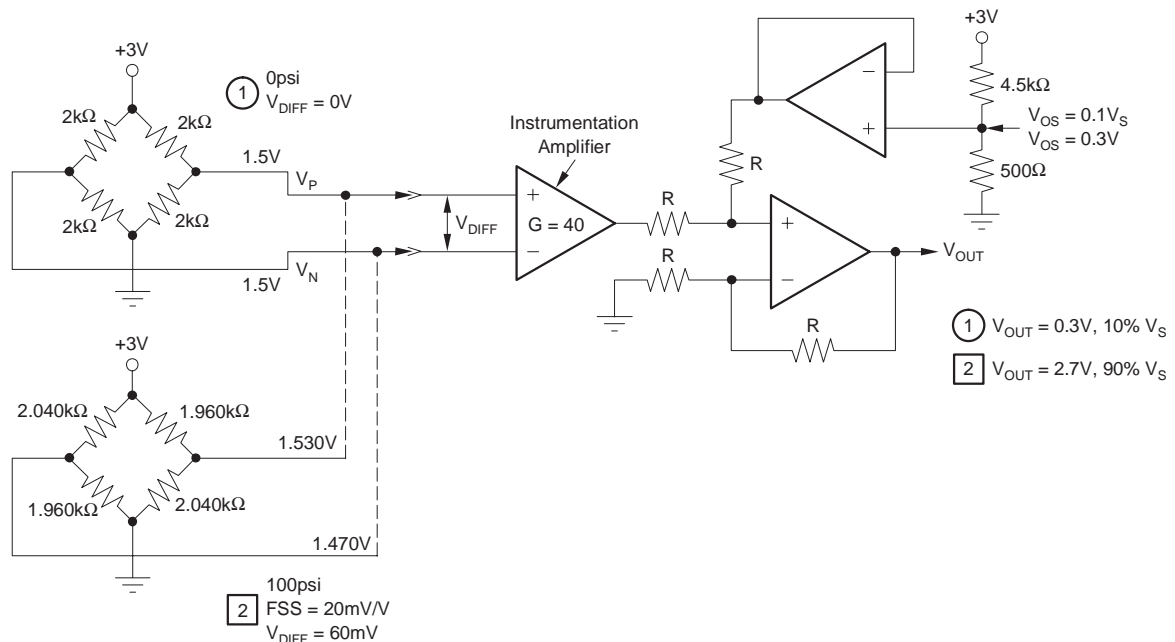 +3V
1
0psi
V_DIFF = 0V
2kΩ
2kΩ
2kΩ
2kΩ
1.5V
V_P
1.5V
V_N
V_DIFF
Instrumentation
Amplifier
+
G = 40
−
R
R
R
R
+
−
V_OUT
−
+
+3V
4.5kΩ
V_OS = 0.1V_S
V_OS = 0.3V
500Ω
1 V_OUT = 0.3V, 10% V_S
2 V_OUT = 2.7V, 90% V_S
+3V
2.040kΩ
1.960kΩ
1.960kΩ
2.040kΩ
1.530V
1.470V
2
100psi
FSS = 20mV/V
V_DIFF = 60mV